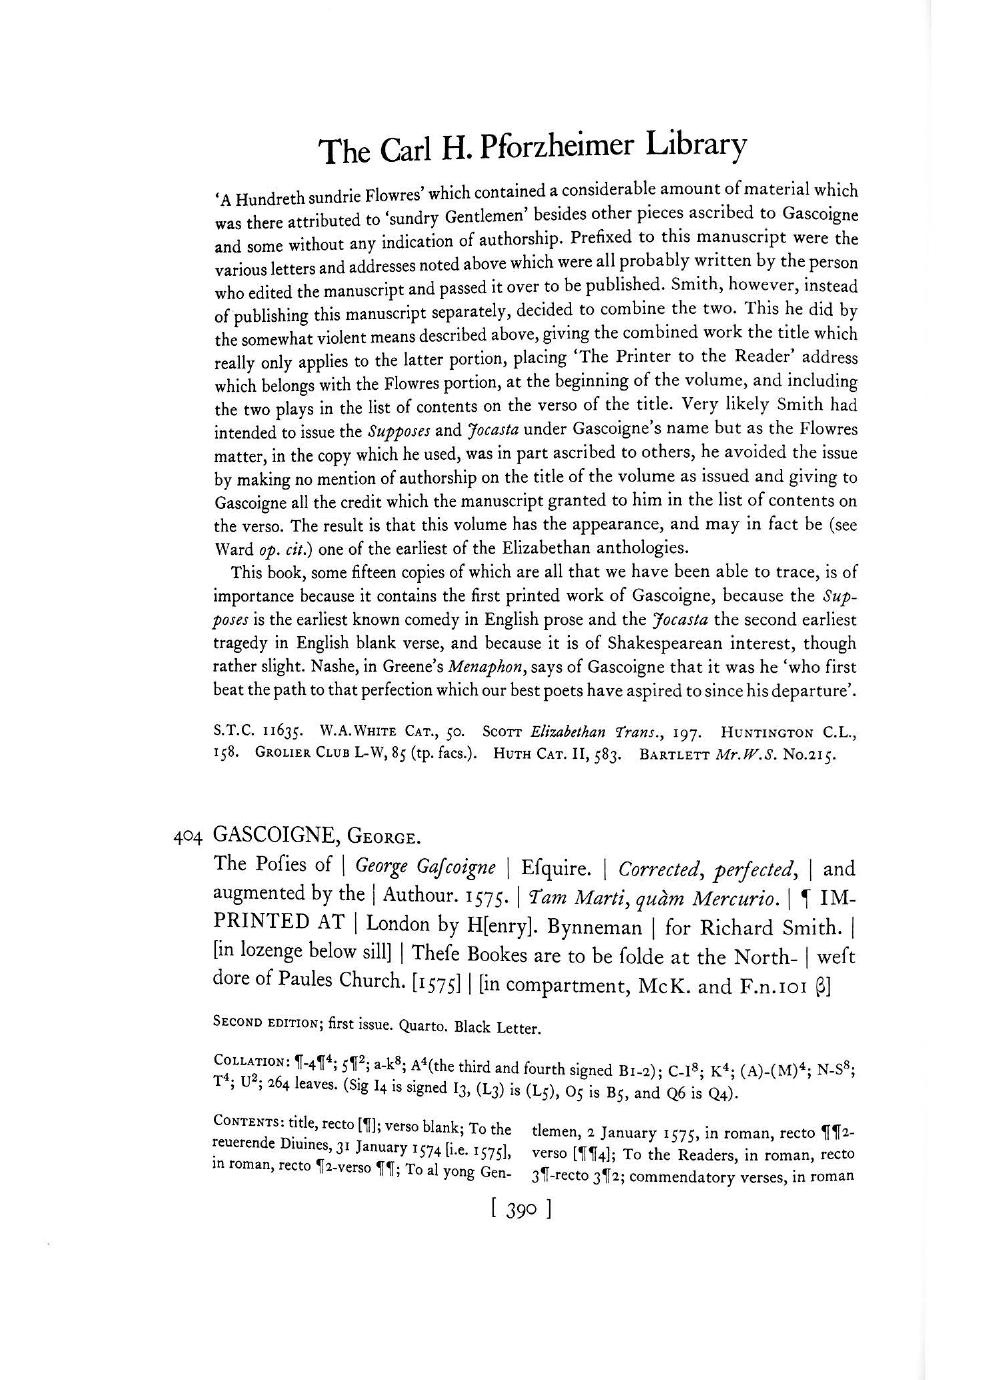 The Carl H. Pforzheimer Library
‘A Hundreth sundrie Flowres’ which contained a considerable amount of material which
was there attributed to ‘sundry Gentlemen’ besides other pieces ascribed to Gascoigne
and some without any indication of authorship. Prefixed to this manuscript were the
various letters and addresses noted above which were all probably written by the person
who edited the manuscript and passed it over to be published. Smith, however, instead
of publishing this manuscript separately, decided to combine the two. This he did by
the somewhat violent means described above, giving the combined work the title which
really only applies to the latter portion, placing ‘The Printer to the Reader’ address
which belongs with the Flowres portion, at the beginning of the volume, and including
the two plays in the list of contents on the verso of the title. Very likely Smith had
intended to issue the Supposes and Jocasta under Gascoigne’s name but as the Flowres
matter, in the copy which he used, was in part ascribed to others, he avoided the issue
by making no mention of authorship on the title of the volume as issued and giving to
Gascoigne all the credit which the manuscript granted to him in the list of contents on
the verso. The result is that this volume has the appearance, and may in fact be (see
Ward op. cit.) one of the earliest of the Elizabethan anthologies.
This book, some fifteen copies of which are all that we have been able to trace, is of
importance because it contains the first printed work of Gascoigne, because the Sup-
poses is the earliest known comedy in English prose and the Jocasta the second earliest
tragedy in English blank verse, and because it is of Shakespearean interest, though
rather slight. Nashe, in Greene’s Menaphon, says of Gascoigne that it was he ‘who first
beat the path to that perfection which our best poets have aspired to since his departure’.
S.T.C. 11635. W.A.White Cat., 50. Scott Elizabethan Trans., 197. Huntington C.L.,
158. Grolier Club L-W, 85 (tp. facs.). Huth Cat. II, 583. Bartlett Mr.W.S. No.215.
404 GASCOIGNE, George.
The Poſies of | George Gaſcoigne | Eſquire. | Corrected, perfected, | and
augmented by the | Authour. 1575. | Tam Marti, quàm Mercurio. | ¶ IM-
PRINTED AT | London by H[enry]. Bynneman | for Richard Smith. |
[in lozenge below sill] | Theſe Bookes are to be ſolde at the North- | weſt
dore of Paules Church. [1575] | [in compartment, McK. and F.n.101 β]
Second edition; first issue. Quarto. Black Letter.
Collation: ¶-4¶⁴; 5¶²; a-k⁸; A⁴(the third and fourth signed B1-2); C-I⁸; K⁴; (A)-(M)⁴; N-S⁸;
T⁴; U²; 264 leaves. (Sig I4 is signed I3, (L3) is (L5), O5 is B5, and Q6 is Q4).
Contents: title, recto [¶]; verso blank; To the
reuerende Diuines, 31 January 1574 [i.e. 1575],
in roman, recto ¶2-verso ¶¶; To al yong Gen-
tlemen, 2 January 1575, in roman, recto ¶¶2-
verso [¶¶4]; To the Readers, in roman, recto
3¶-recto 3¶2; commendatory verses, in roman
[ 390 ]